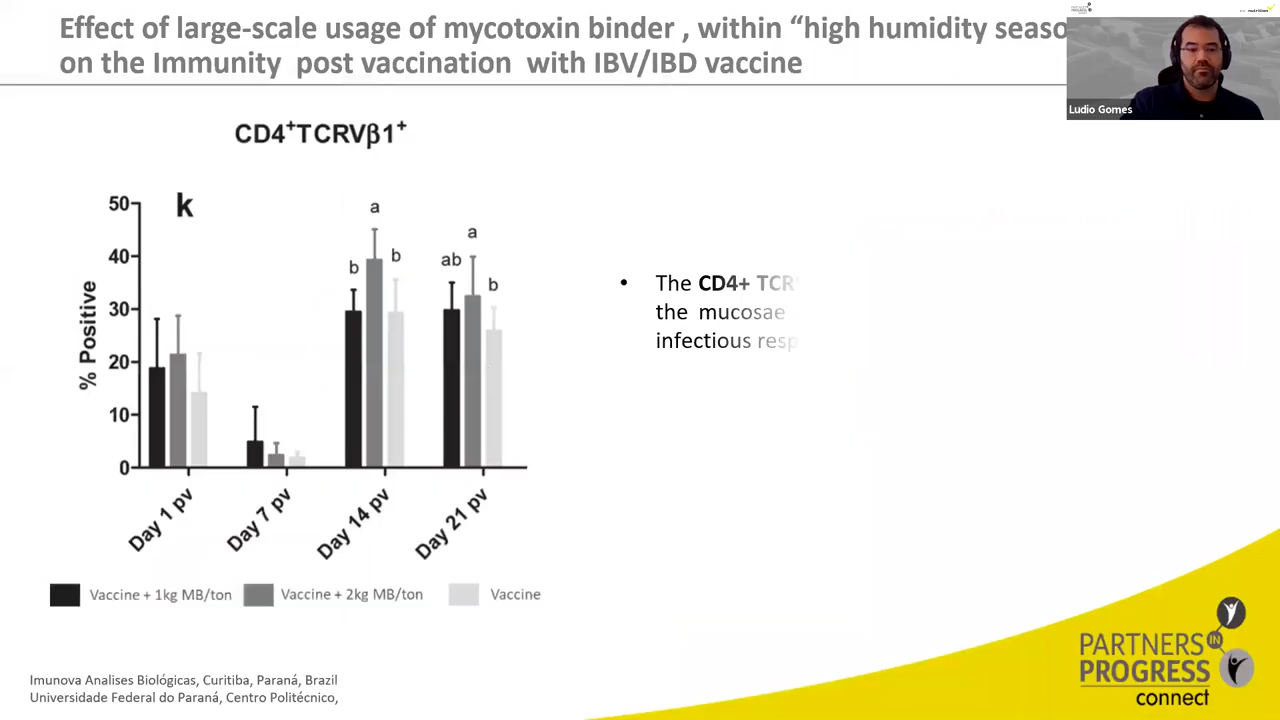 Effect of large-scale usage of mycotoxin binder , within “high humidity seaso
on the Immunity post vaccination with IBV/IBD vaccine
Ludio Gomes
CD4+TCRVβ1+
k
% Positive
50
40
30
20
10
0
b a b
ab a b
Day 1 pv
Day 7 pv
Day 14 pv
Day 21 pv
Vaccine + 1kg MB/ton
Vaccine + 2kg MB/ton
Vaccine
• The CD4+ TCR
the mucosae
infectious resp
Imunova Analises Biológicas, Curitiba, Paraná, Brazil
Universidade Federal do Paraná, Centro Politécnico,
PARTNERS
IN
PROGRESS
connect